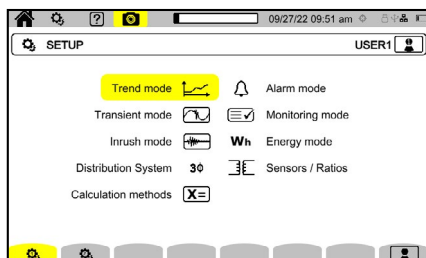 ? 09/27/22 09:51 am
SETUP USER1
Trend mode Alarm mode
Transient mode Monitoring mode
Inrush mode Wh Energy mode
Distribution System 3Φ Sensors / Ratios
Calculation methods X=